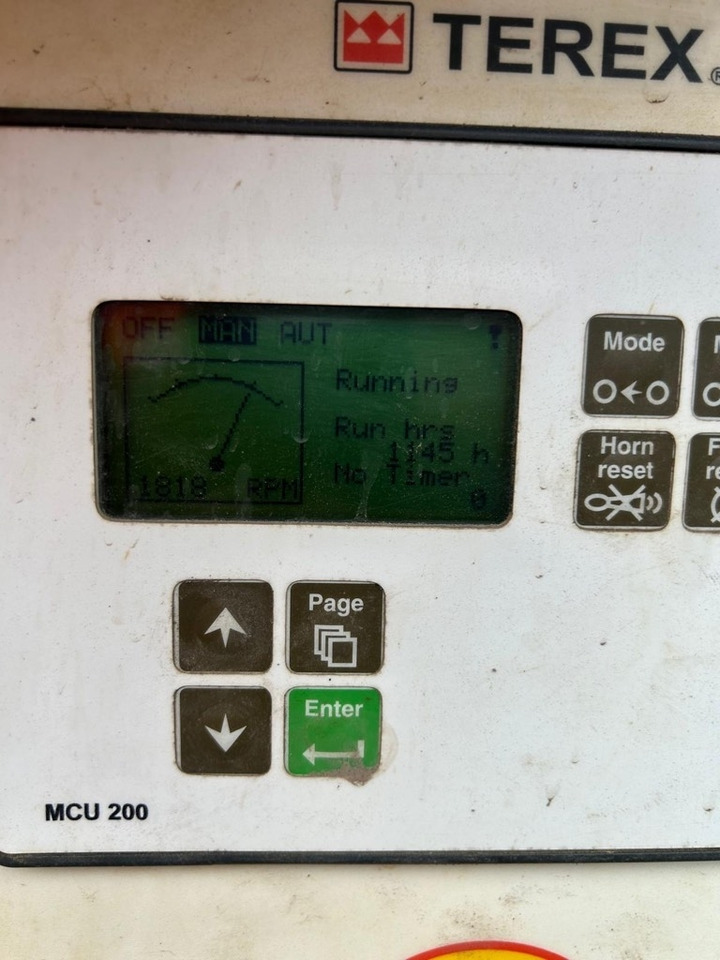 TEREX®
OFF MAN AUT !
Running
Run hrs
1145 h
No Timer
0
1818 RPM
Mode
Horn
reset
Page
Enter
MCU 200